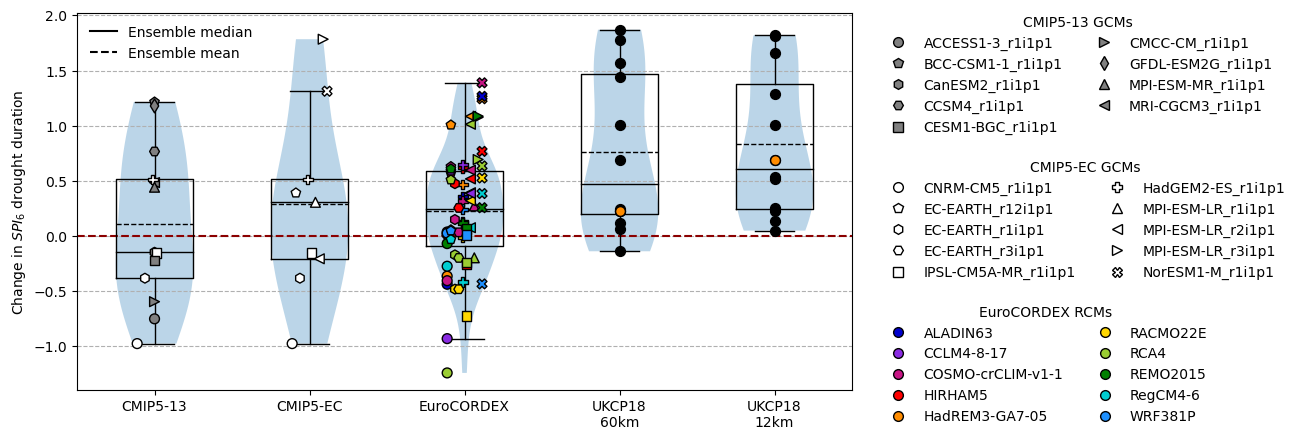 Ensemble median
Ensemble mean
Change in SPI6 drought duration
2.0
1.5
1.0
0.5
0.0
−0.5
−1.0
CMIP5-13
CMIP5-EC
EuroCORDEX
UKCP18
60km
UKCP18
12km
CMIP5-13 GCMs
ACCESS1-3_r1i1p1
BCC-CSM1-1_r1i1p1
CanESM2_r1i1p1
CCSM4_r1i1p1
CESM1-BGC_r1i1p1
CMCC-CM_r1i1p1
GFDL-ESM2G_r1i1p1
MPI-ESM-MR_r1i1p1
MRI-CGCM3_r1i1p1
CMIP5-EC GCMs
CNRM-CM5_r1i1p1
EC-EARTH_r12i1p1
EC-EARTH_r1i1p1
EC-EARTH_r3i1p1
IPSL-CM5A-MR_r1i1p1
HadGEM2-ES_r1i1p1
MPI-ESM-LR_r1i1p1
MPI-ESM-LR_r2i1p1
MPI-ESM-LR_r3i1p1
NorESM1-M_r1i1p1
EuroCORDEX RCMs
ALADIN63
CCLM4-8-17
COSMO-crCLIM-v1-1
HIRHAM5
HadREM3-GA7-05
RACMO22E
RCA4
REMO2015
RegCM4-6
WRF381P